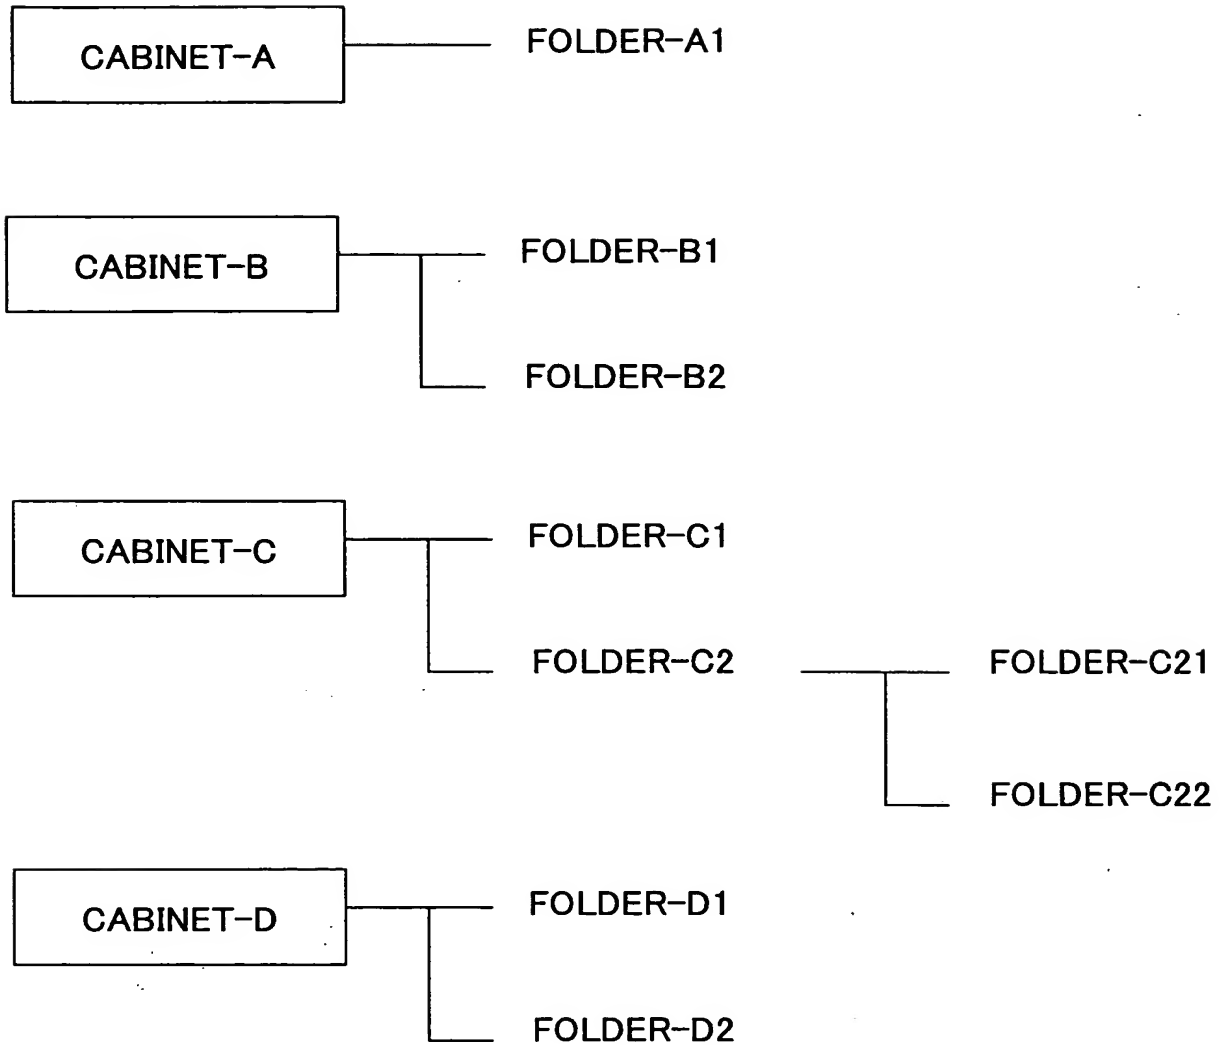 CABINET-A
FOLDER-A1
CABINET-B
FOLDER-B1
FOLDER-B2
CABINET-C
FOLDER-C1
FOLDER-C2
FOLDER-C21
FOLDER-C22
CABINET-D
FOLDER-D1
FOLDER-D2